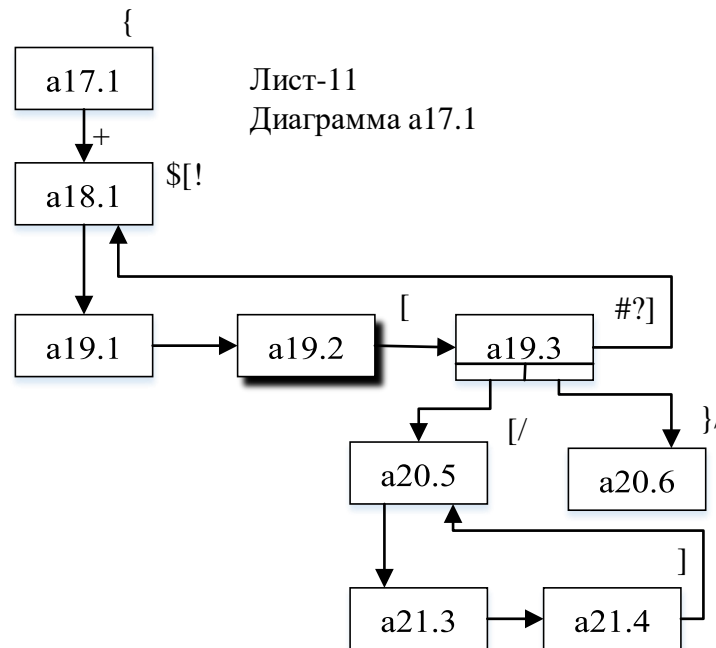 {
a17.1
Лист-11
Диаграмма a17.1
+
a18.1
$[!
a19.1
a19.2
[
a19.3
#?]
[/
}/
a20.5
a20.6
]
a21.3
a21.4